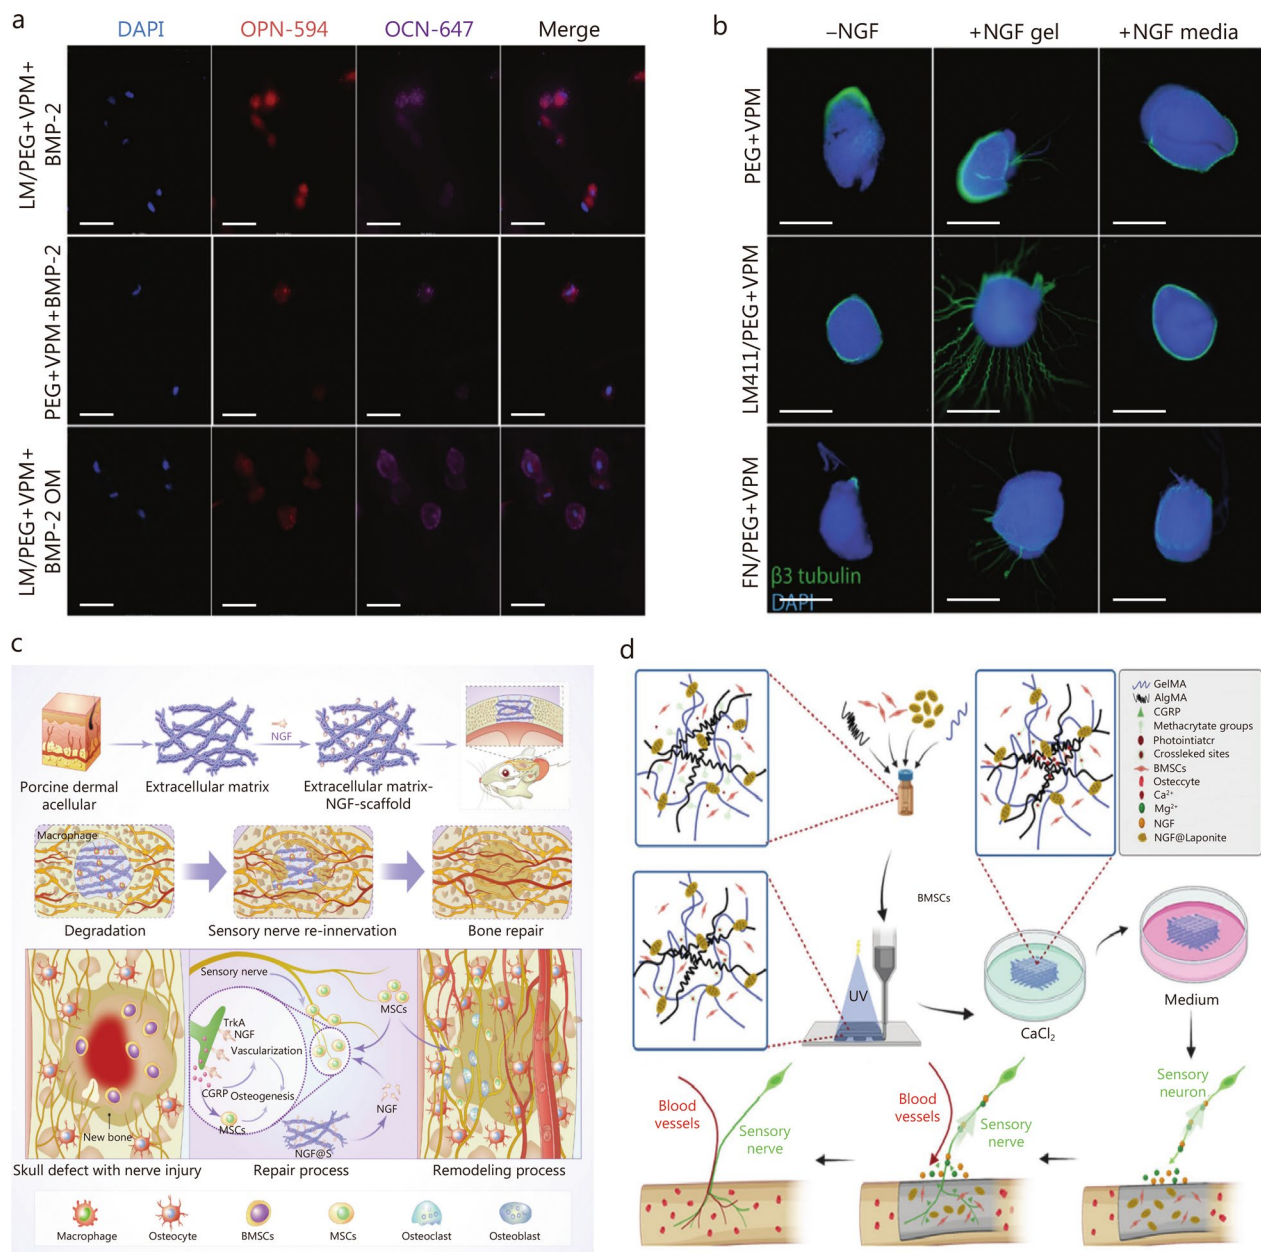 a
DAPI
OPN-594
OCN-647
Merge
LM/PEG+VPM+
BMP-2
PEG+VPM+BMP-2
LM/PEG+VPM+
BMP-2 OM
b
−NGF
+NGF gel
+NGF media
PEG+VPM
LM411/PEG+VPM
FN/PEG+VPM
β3 tubulin
DAPI
c
NGF
Porcine dermal
acellular
Extracellular matrix
Extracellular matrix-
NGF-scaffold
Macrophage
Degradation
Sensory nerve re-innervation
Bone repair
Sensory nerve
MSCs
TrkA
NGF
Vascularization
CGRP
Osteogenesis
MSCs
NGF
NGF@S
New bone
Skull defect with nerve injury
Repair process
Remodeling process
Macrophage
Osteocyte
BMSCs
MSCs
Osteoclast
Osteoblast
d
GelMA
AlgMA
CGRP
Methacrytate groups
Photointiatcr
Crossleked sites
BMSCs
Osteccyte
Ca²⁺
Mg²⁺
NGF
NGF@Laponite
BMSCs
UV
CaCl₂
Medium
Blood
vessels
Sensory
nerve
Blood
vessels
Sensory
nerve
Sensory
neuron